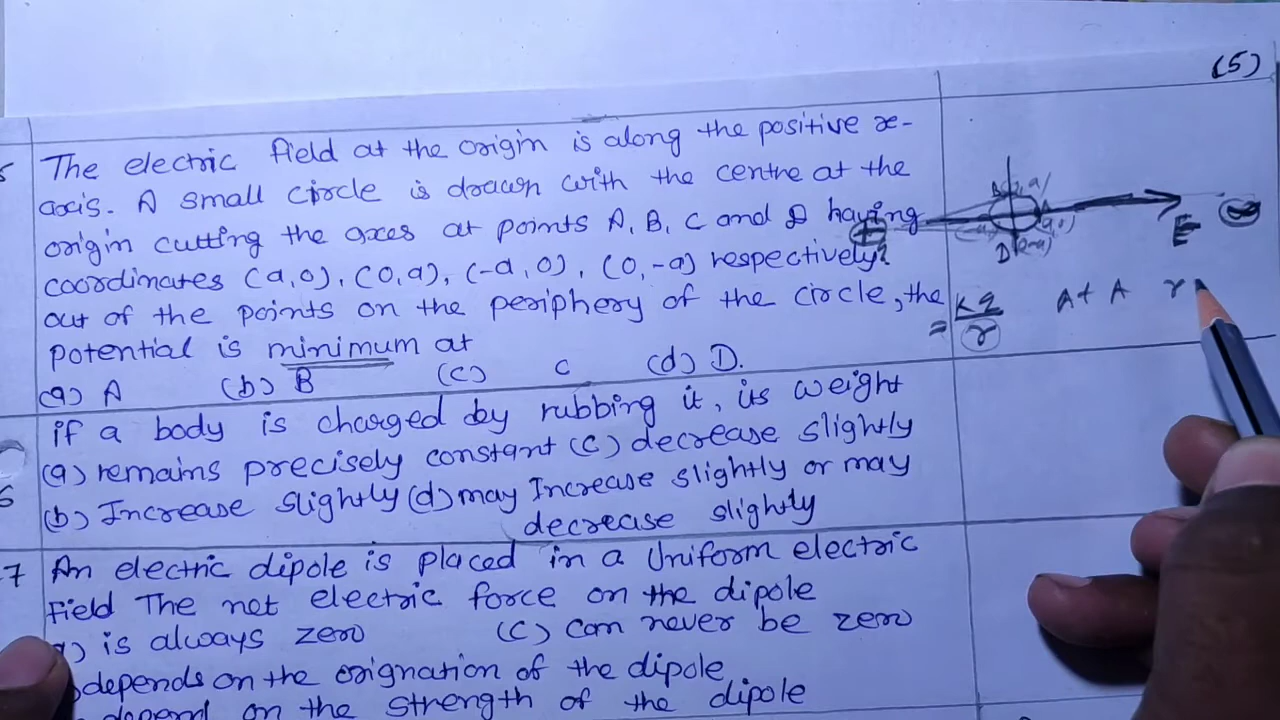 (5)
The electric field at the origin is along the positive x-
axis. A small circle is drawn with the centre at the
origin cutting the axes at points A, B, C and D having
coordinates (a,0), (0,a), (-a,0), (0,-a) respectively?
out of the points on the periphery of the circle, the
potential is minimum at
(a) A (b) B (c) C (d) D.
E
D
= Kq/r At A r
6
if a body is charged by rubbing it, its weight
(a) remains precisely constant (c) decrease slightly
(b) Increase slightly (d) may Increase slightly or may
decrease slightly
7 An electric dipole is placed in a Uniform electric
field The net electric force on the dipole
) is always zero (c) can never be zero
) depends on the orignation of the dipole
depend on the strength of the dipole